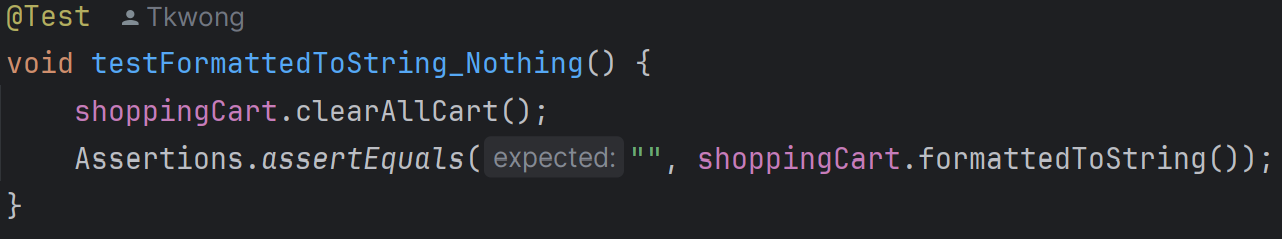 @Test Tkwong
void testFormattedToString_Nothing() {
shoppingCart.clearAllCart();
Assertions.assertEquals( expected: "", shoppingCart.formattedToString());
}